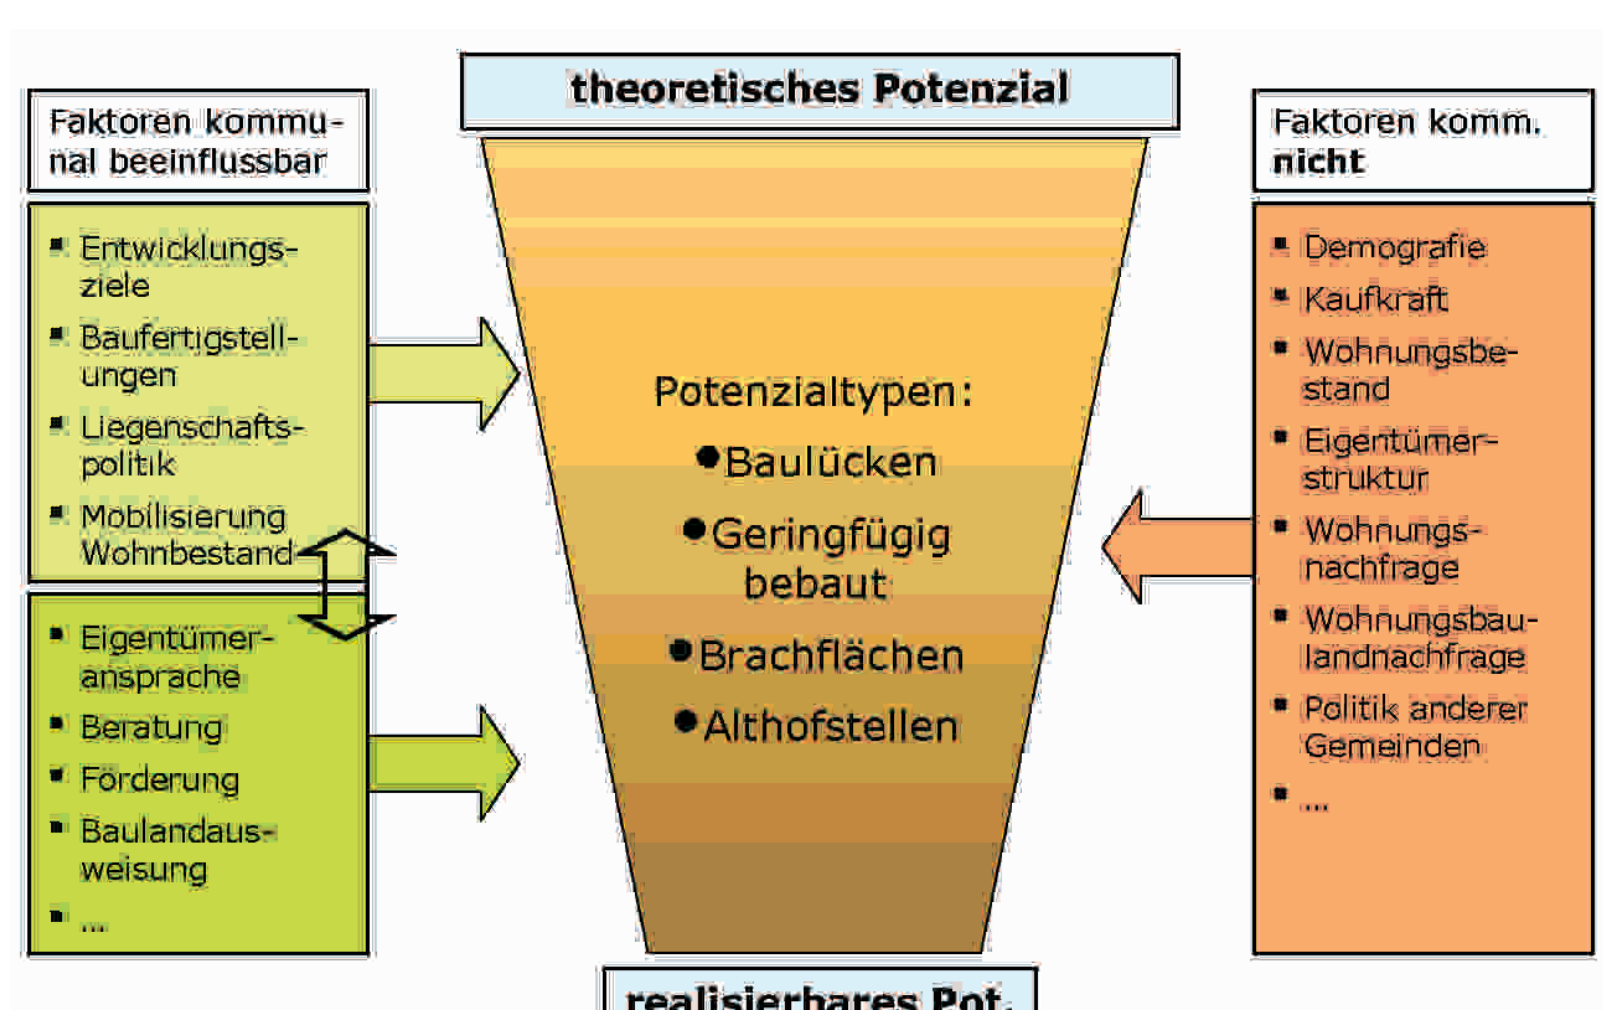 theoretisches Potenzial
Faktoren kommu-
nal beeinflussbar
▪ Entwicklungs-
ziele
▪ Baufertigstell-
ungen
▪ Liegenschafts-
politik
▪ Mobilisierung
Wohnbestand
▪ Eigentümer-
ansprache
▪ Beratung
▪ Förderung
▪ Baulandaus-
weisung
▪ ...
Potenzialtypen:
●Baulücken
●Geringfügig
bebaut
●Brachflächen
●Althofstellen
Faktoren komm.
nicht
▪ Demografie
▪ Kaufkraft
▪ Wohnungsbe-
stand
▪ Eigentümer-
struktur
▪ Wohnungs-
nachfrage
▪ Wohnungsbau-
landnachfrage
▪ Politik anderer
Gemeinden
▪ ...
realisierbares Pot.